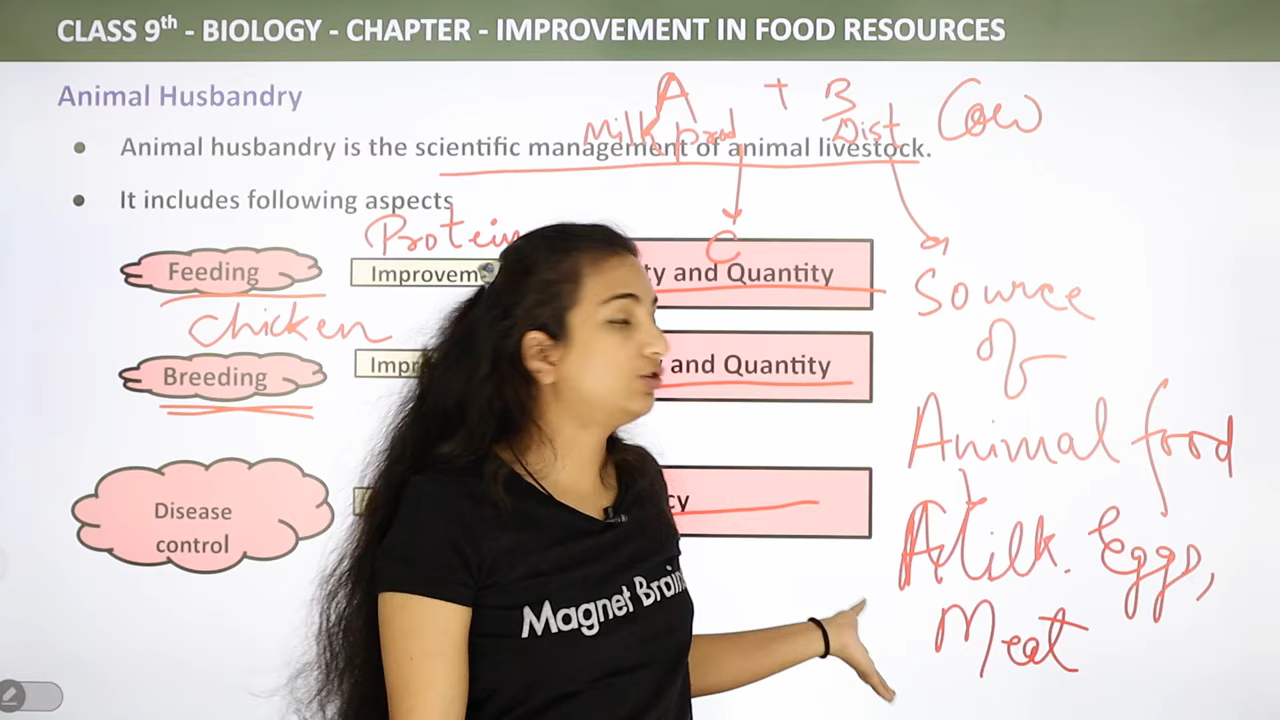 CLASS 9th - BIOLOGY - CHAPTER - IMPROVEMENT IN FOOD RESOURCES
Animal Husbandry
A + B Cow
Milk prod Dist
• Animal husbandry is the scientific management of animal livestock.
• It includes following aspects
Protein
C
Feeding
Improvem
ty and Quantity
Source
of
Animal food
Milk. Eggs,
Meat
chicken
Breeding
Impr
and Quantity
Disease
control
cy
Magnet Brain